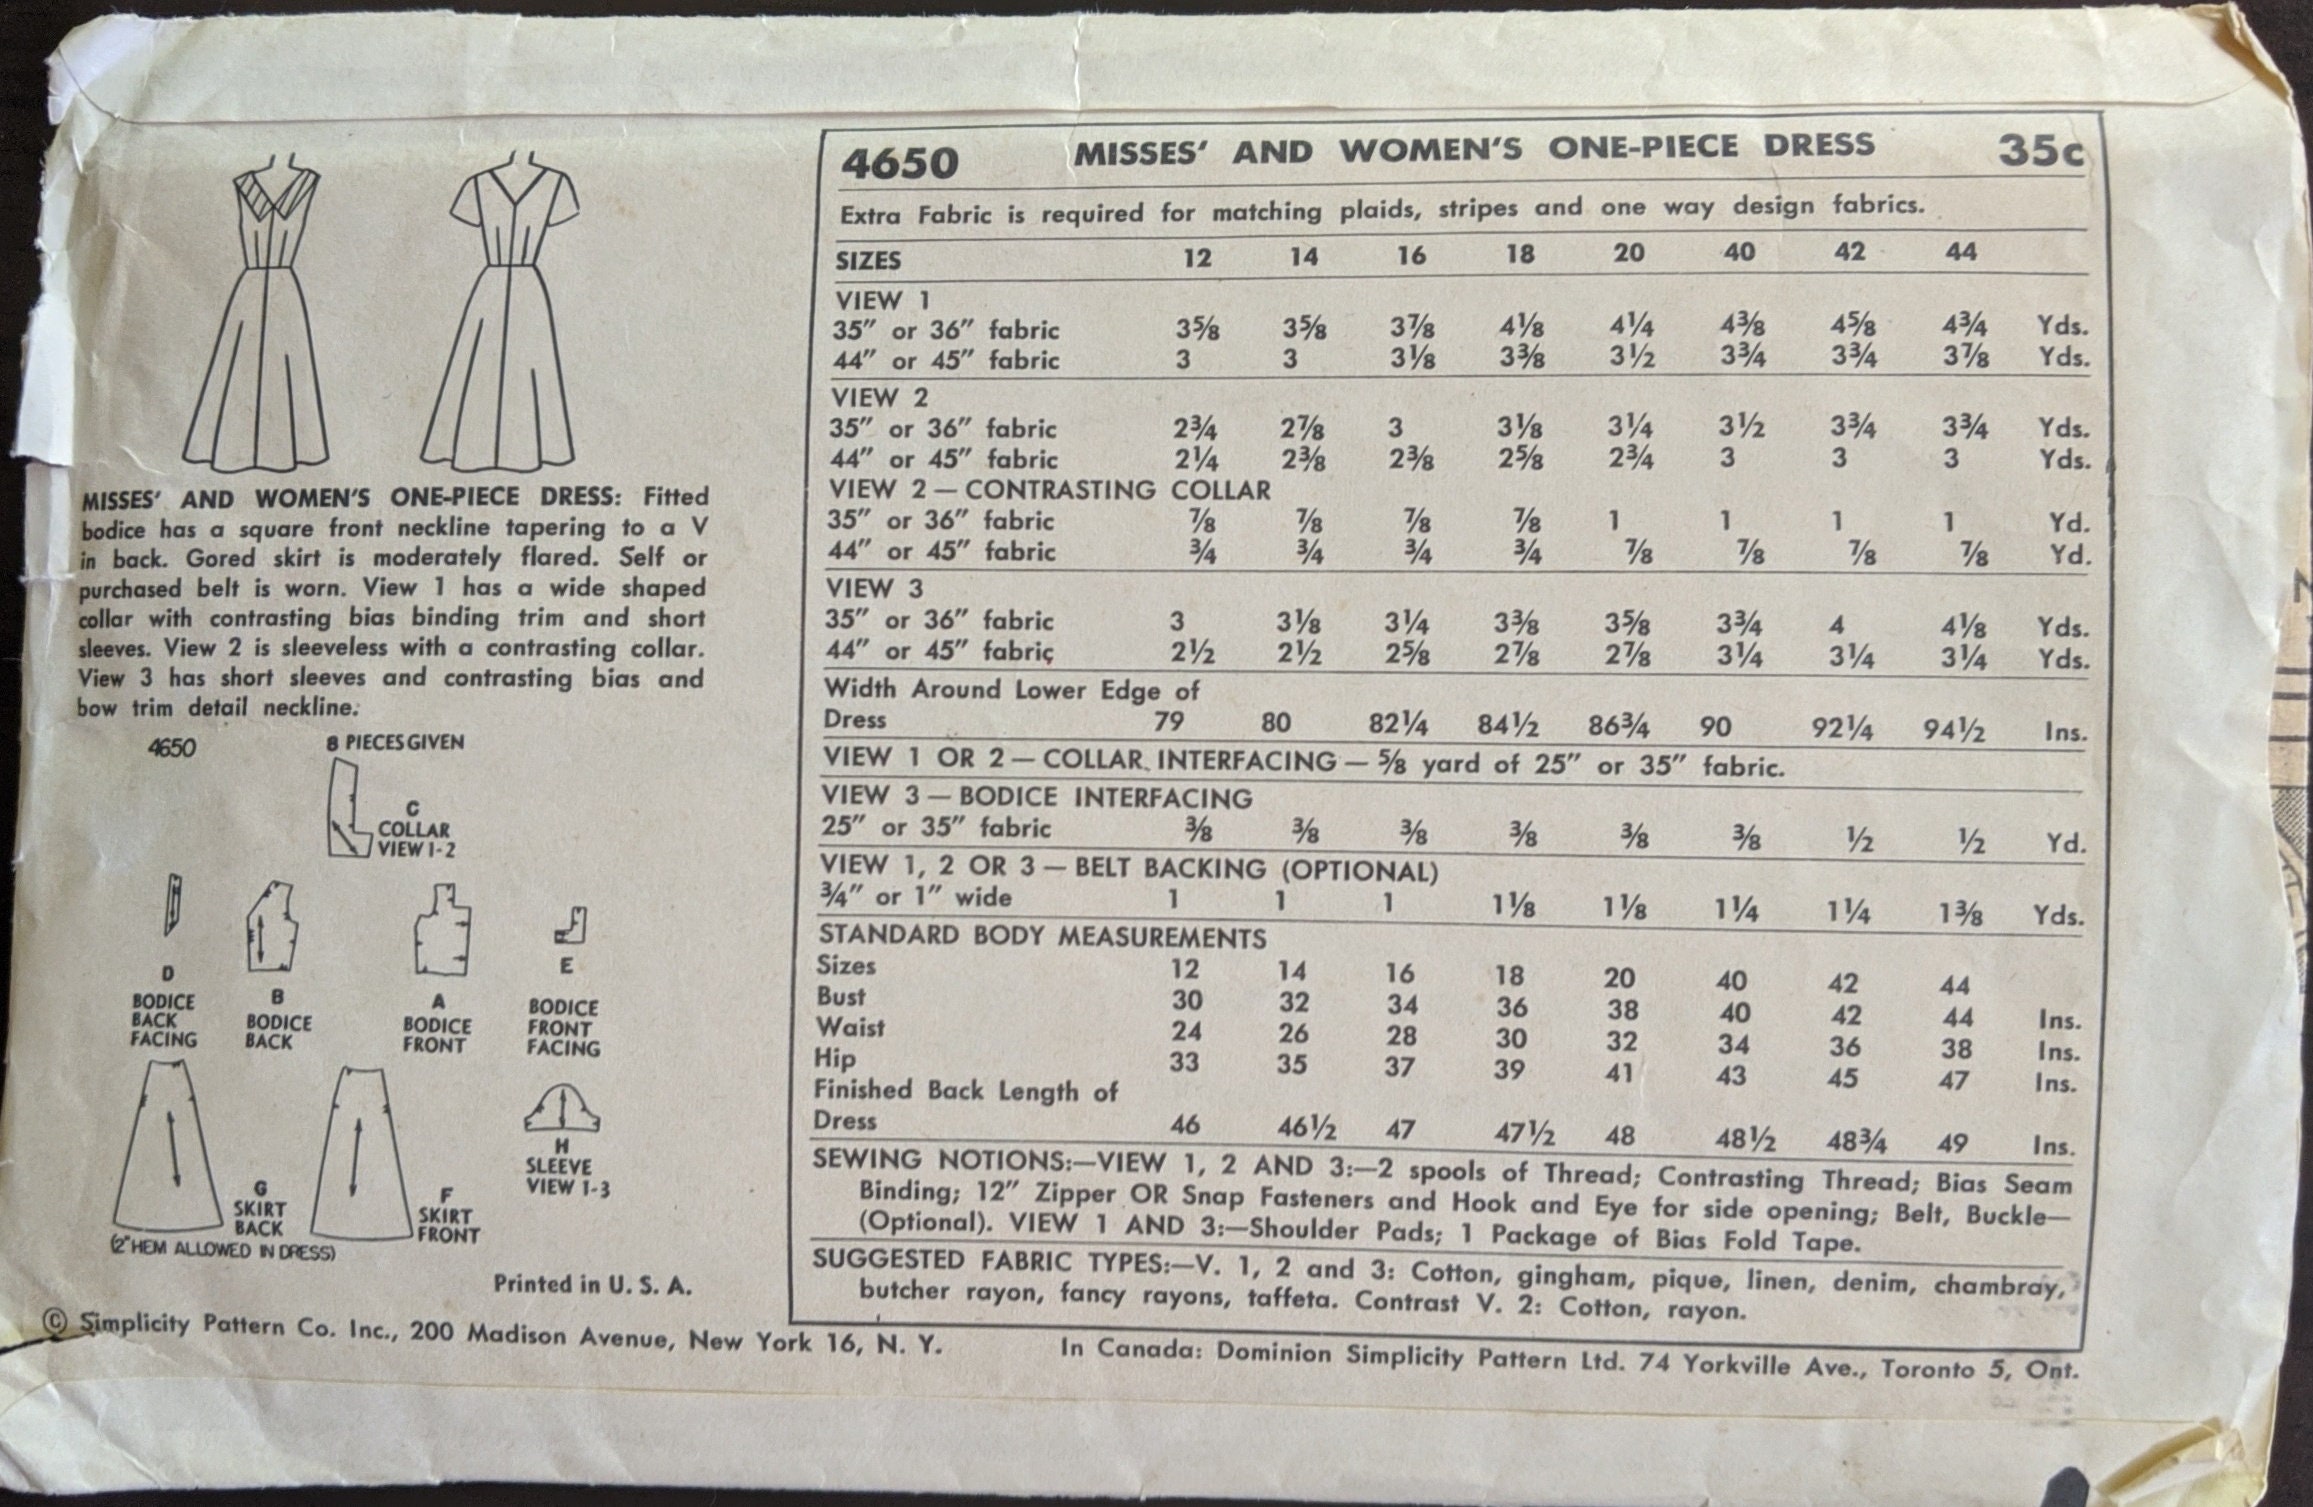 4650 MISSES' AND WOMEN'S ONE-PIECE DRESS 35c
Extra Fabric is required for matching plaids, stripes and one way design fabrics.
SIZES 12 14 16 18 20 40 42 44
VIEW 1
35" or 36" fabric 3⅝ 3⅝ 3⅞ 4⅛ 4¼ 4⅜ 4⅝ 4¾ Yds.
44" or 45" fabric 3 3 3⅛ 3⅜ 3½ 3¾ 3¾ 3⅞ Yds.
VIEW 2
35" or 36" fabric 2¾ 2⅞ 3 3⅛ 3¼ 3½ 3¾ 3¾ Yds.
44" or 45" fabric 2¼ 2⅜ 2⅜ 2⅝ 2¾ 3 3 3 Yds.
VIEW 2 — CONTRASTING COLLAR
35" or 36" fabric ⅞ ⅞ ⅞ ⅞ 1 1 1 1 Yd.
44" or 45" fabric ¾ ¾ ¾ ¾ ⅞ ⅞ ⅞ ⅞ Yd.
VIEW 3
35" or 36" fabric 3 3⅛ 3¼ 3⅜ 3⅝ 3¾ 4 4⅛ Yds.
44" or 45" fabric 2½ 2½ 2⅝ 2⅞ 2⅞ 3¼ 3¼ 3¼ Yds.
Width Around Lower Edge of
Dress 79 80 82¼ 84½ 86¾ 90 92¼ 94½ Ins.
VIEW 1 OR 2 — COLLAR INTERFACING — ⅝ yard of 25" or 35" fabric.
VIEW 3 — BODICE INTERFACING
25" or 35" fabric ⅜ ⅜ ⅜ ⅜ ⅜ ⅜ ½ ½ Yd.
VIEW 1, 2 OR 3 — BELT BACKING (OPTIONAL)
¾" or 1" wide 1 1 1 1⅛ 1⅛ 1¼ 1¼ 1⅜ Yds.
STANDARD BODY MEASUREMENTS
Sizes 12 14 16 18 20 40 42 44
Bust 30 32 34 36 38 40 42 44 Ins.
Waist 24 26 28 30 32 34 36 38 Ins.
Hip 33 35 37 39 41 43 45 47 Ins.
Finished Back Length of
Dress 46 46½ 47 47½ 48 48½ 48¾ 49 Ins.
SEWING NOTIONS:—VIEW 1, 2 AND 3:—2 spools of Thread; Contrasting Thread; Bias Seam
Binding; 12" Zipper OR Snap Fasteners and Hook and Eye for side opening; Belt, Buckle—
(Optional). VIEW 1 AND 3:—Shoulder Pads; 1 Package of Bias Fold Tape.
SUGGESTED FABRIC TYPES:—V. 1, 2 and 3: Cotton, gingham, pique, linen, denim, chambray,
butcher rayon, fancy rayons, taffeta. Contrast V. 2: Cotton, rayon.
MISSES' AND WOMEN'S ONE-PIECE DRESS: Fitted
bodice has a square front neckline tapering to a V
in back. Gored skirt is moderately flared. Self or
purchased belt is worn. View 1 has a wide shaped
collar with contrasting bias binding trim and short
sleeves. View 2 is sleeveless with a contrasting collar.
View 3 has short sleeves and contrasting bias and
bow trim detail neckline.
4650 8 PIECES GIVEN
C
COLLAR
VIEW 1-2
D
BODICE
BACK
FACING
B
BODICE
BACK
A
BODICE
FRONT
E
BODICE
FRONT
FACING
G
SKIRT
BACK
F
SKIRT
FRONT
H
SLEEVE
VIEW 1-3
(2" HEM ALLOWED IN DRESS)
Printed in U. S. A.
© Simplicity Pattern Co. Inc., 200 Madison Avenue, New York 16, N. Y. In Canada: Dominion Simplicity Pattern Ltd. 74 Yorkville Ave., Toronto 5, Ont.